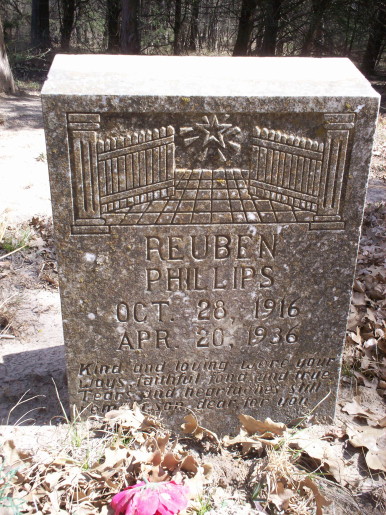 REUBEN
PHILLIPS
OCT. 28, 1916
APR. 20, 1936
Kind and loving were your
ways, faithful fond and true
Tears and heartaches still
dear for you